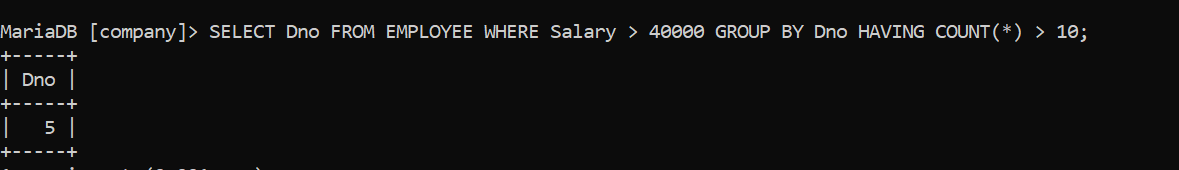 MariaDB [company]> SELECT Dno FROM EMPLOYEE WHERE Salary > 40000 GROUP BY Dno HAVING COUNT(*) > 10;
+-----+
| Dno |
+-----+
|   5 |
+-----+